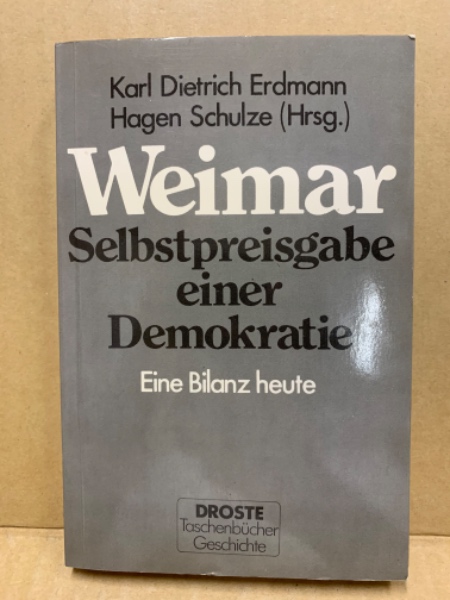 Karl Dietrich Erdmann
Hagen Schulze (Hrsg.)
Weimar
Selbstpreisgabe
einer
Demokratie
Eine Bilanz heute
DROSTE
Taschenbücher
Geschichte